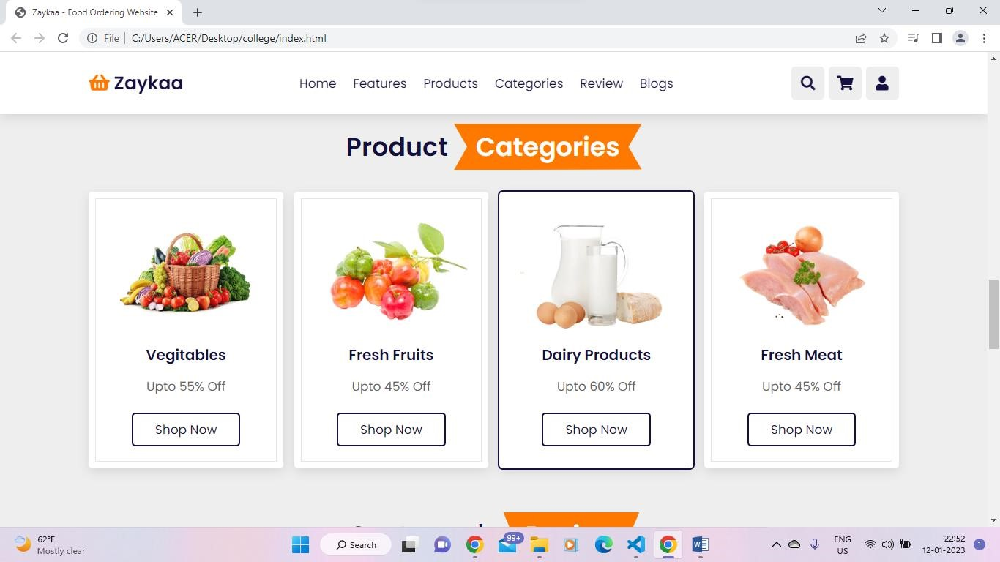 Zaykaa - Food Ordering Website
File C:/Users/ACER/Desktop/college/index.html
Zaykaa Home Features Products Categories Review Blogs
Product Categories
Vegitables Fresh Fruits Dairy Products Fresh Meat
Upto 55% Off Upto 45% Off Upto 60% Off Upto 45% Off
Shop Now Shop Now Shop Now Shop Now
62°F
Mostly clear
Search
99+
ENG
US
22:52
12-01-2023
1